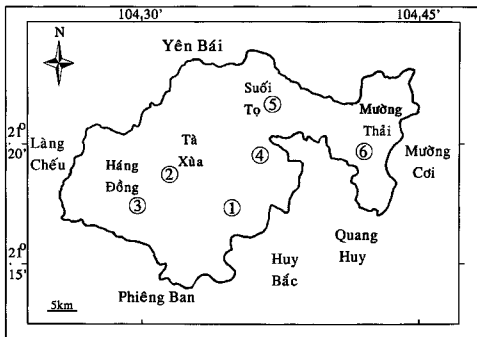 104,30'
104,45'
N
Yên Bái
Suối
Tọ
⑤
Mường
Thải
⑥
21°
20'
Làng
Chếu
Tà
Xùa
②
④
Mường
Cơi
Háng
Đồng
③
①
Quang
Huy
21°
15'
Huy
Bắc
Phiêng Ban
5km